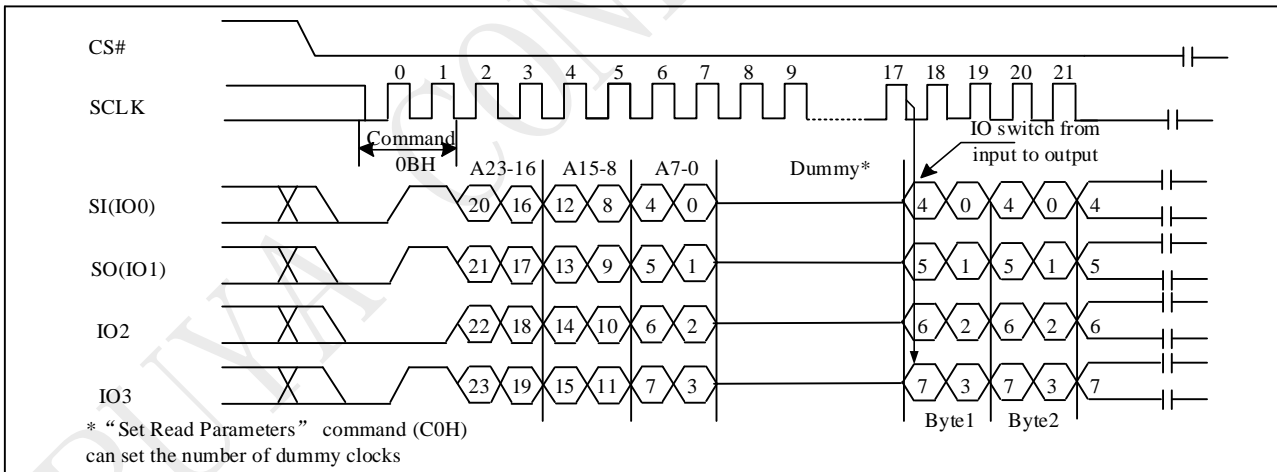 CS#
0 1 2 3 4 5 6 7 8 9 17 18 19 20 21
SCLK
Command
0BH
IO switch from
input to output
A23-16 A15-8 A7-0 Dummy*
SI(IO0) 20 16 12 8 4 0 4 0 4 0 4
SO(IO1) 21 17 13 9 5 1 5 1 5 1 5
IO2 22 18 14 10 6 2 6 2 6 2 6
IO3 23 19 15 11 7 3 7 3 7 3 7
Byte1 Byte2
* “Set Read Parameters” command (C0H)
can set the number of dummy clocks
PUYA CON